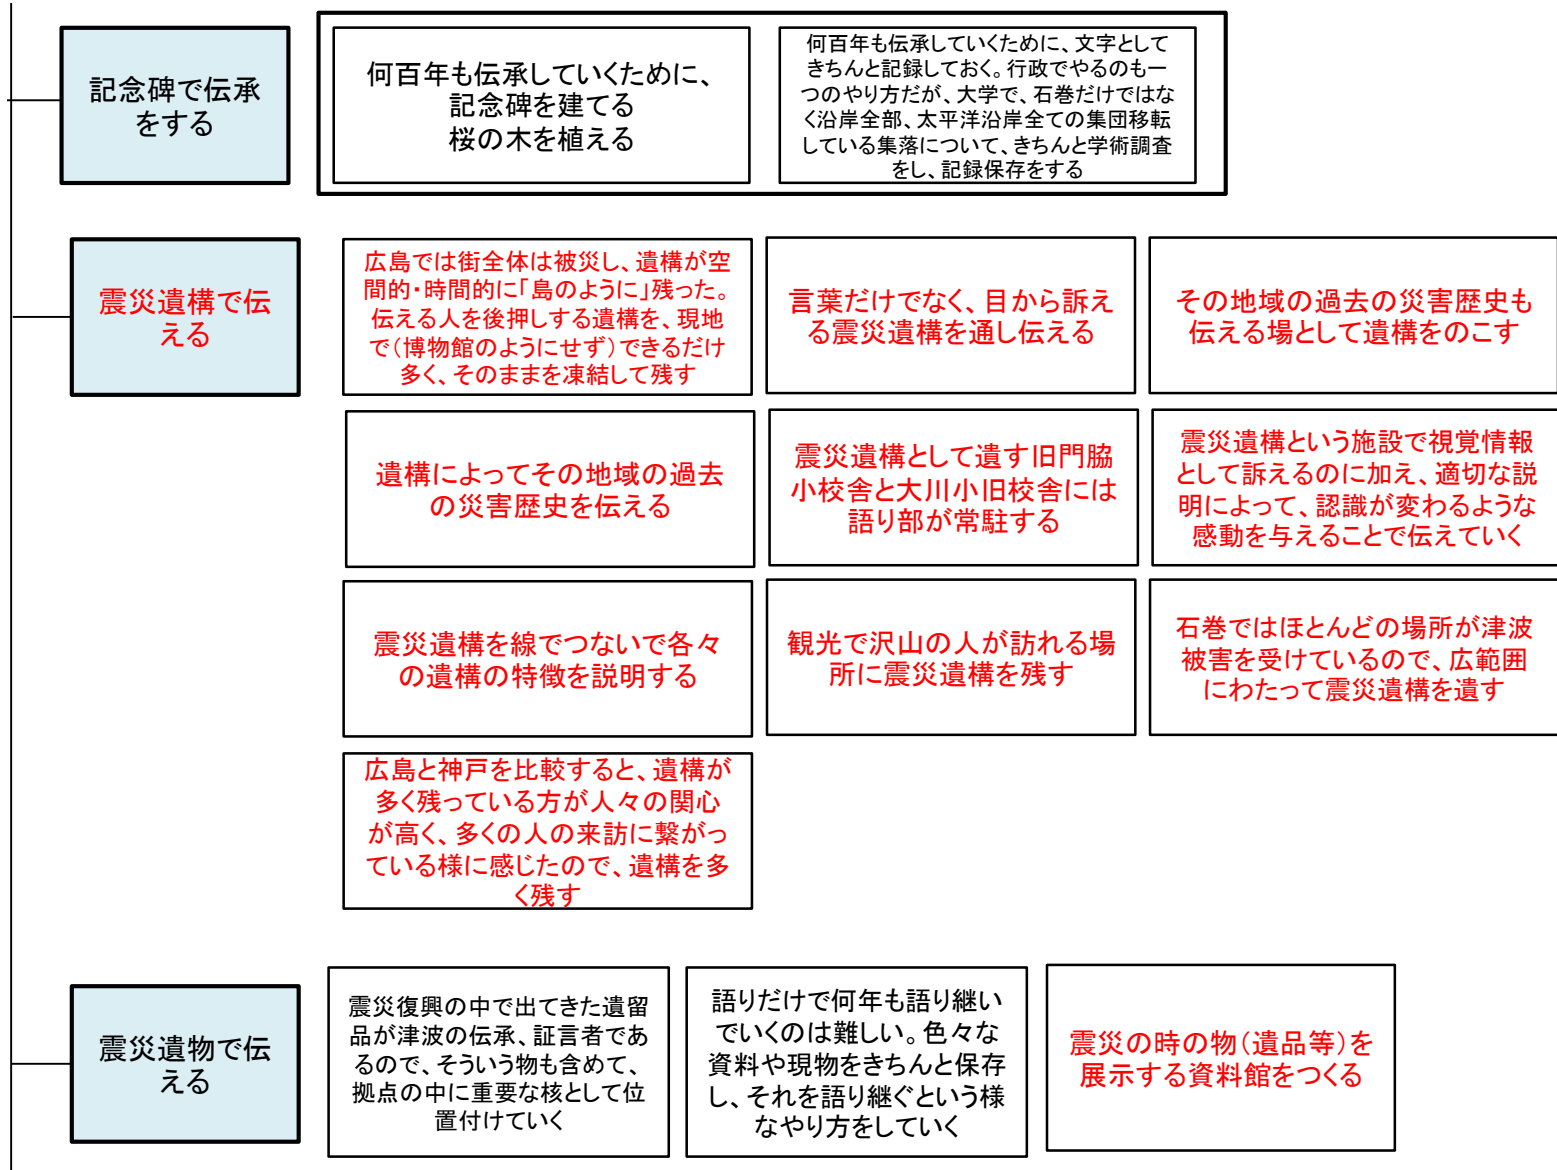 記念碑で伝承
をする
何百年も伝承していくために、
記念碑を建てる
桜の木を植える
何百年も伝承していくために、文字として
きちんと記録しておく。行政でやるのも一
つのやり方だが、大学で、石巻だけではな
く沿岸全部、太平洋沿岸全ての集団移転
している集落について、きちんと学術調査
をし、記録保存をする
震災遺構で伝
える
広島では街全体は被災し、遺構が空
間的・時間的に「島のように」残った。
伝える人を後押しする遺構を、現地
で（博物館のようにせず）できるだけ
多く、そのままを凍結して残す
言葉だけでなく、目から訴え
る震災遺構を通し伝える
その地域の過去の災害歴史も
伝える場として遺構をのこす
遺構によってその地域の過去
の災害歴史を伝える
震災遺構として遺す旧門脇
小校舎と大川小旧校舎には
語り部が常駐する
震災遺構という施設で視覚情報
として訴えるのに加え、適切な説
明によって、認識が変わるような
感動を与えることで伝えていく
震災遺構を線でつないで各々
の遺構の特徴を説明する
観光で沢山の人が訪れる場
所に震災遺構を残す
石巻ではほとんどの場所が津波
被害を受けているので、広範囲
にわたって震災遺構を遺す
広島と神戸を比較すると、遺構が
多く残っている方が人々の関心
が高く、多くの人の来訪に繋がっ
ている様に感じたので、遺構を多
く残す
震災遺物で伝
える
震災復興の中で出てきた遺留
品が津波の伝承、証言者であ
るので、そういう物も含めて、
拠点の中に重要な核として位
置付けていく
語りだけで何年も語り継い
でいくのは難しい。色々な
資料や現物をきちんと保存
し、それを語り継ぐという様
なやり方をしていく
震災の時の物（遺品等）を
展示する資料館をつくる